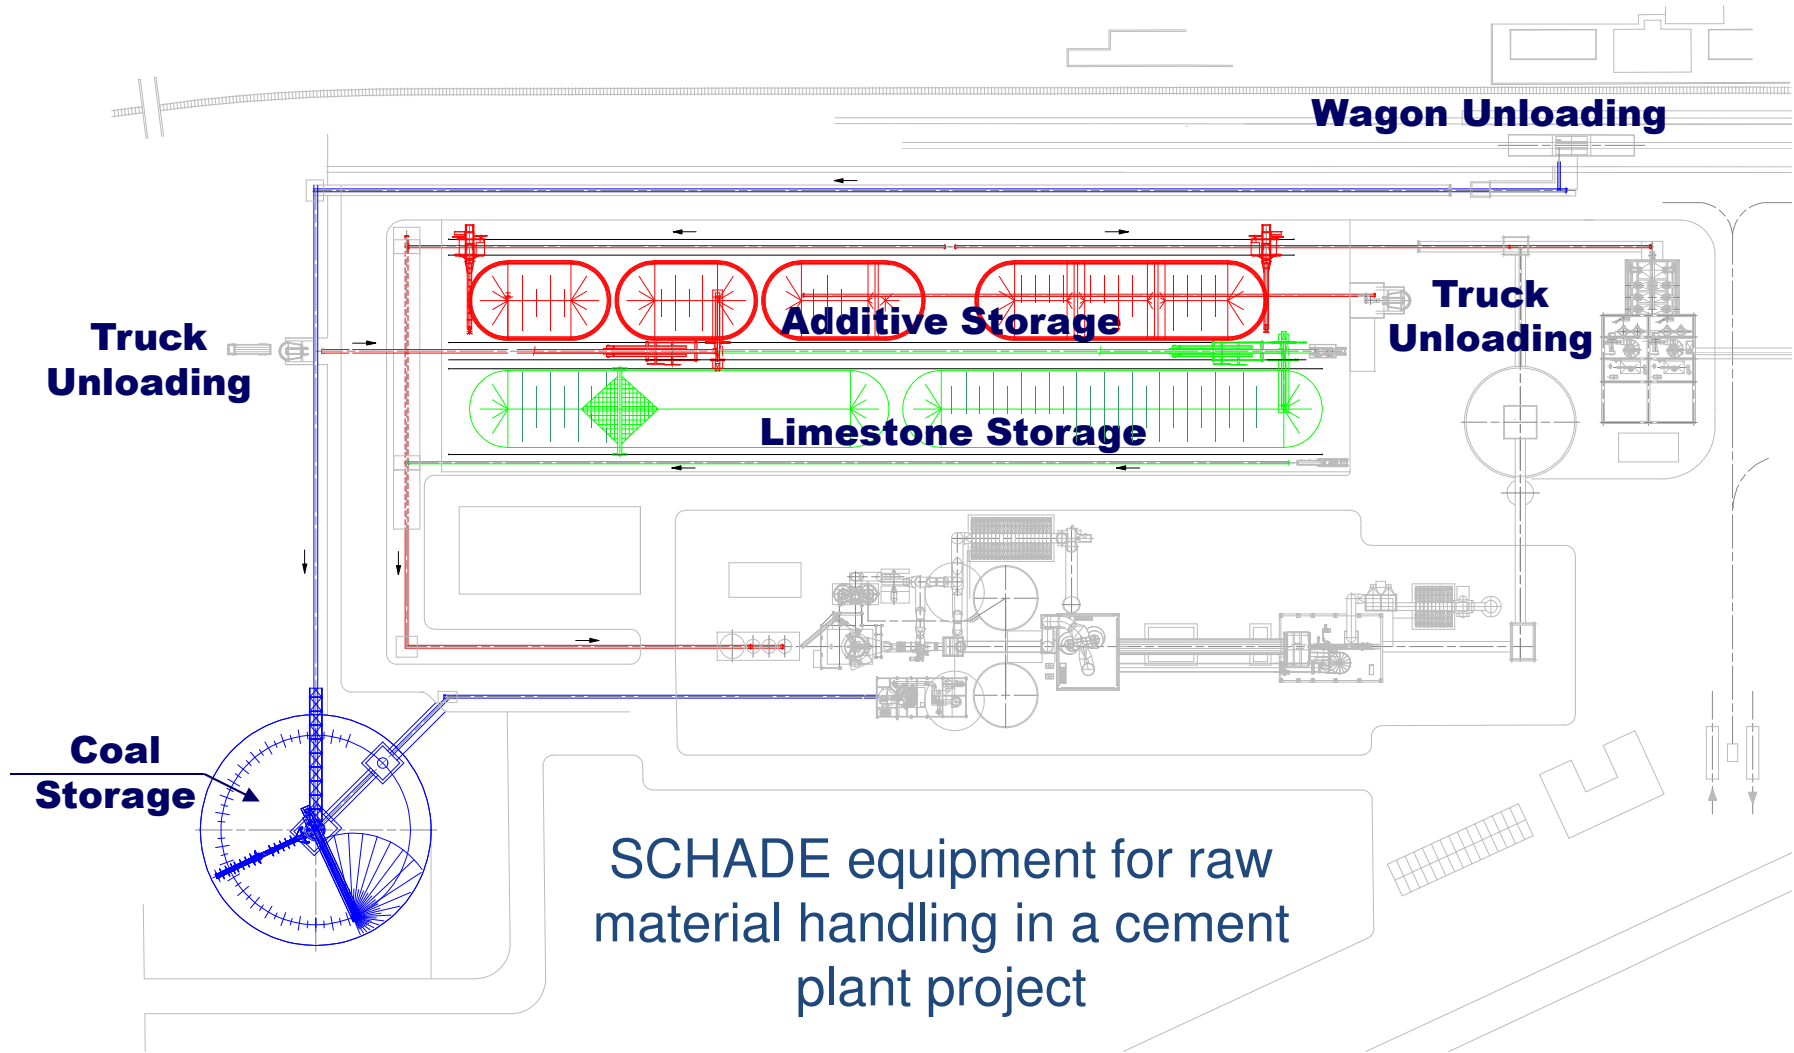 Wagon Unloading
Truck
Unloading
Additive Storage
Truck
Unloading
Limestone Storage
Coal
Storage
SCHADE equipment for raw
material handling in a cement
plant project